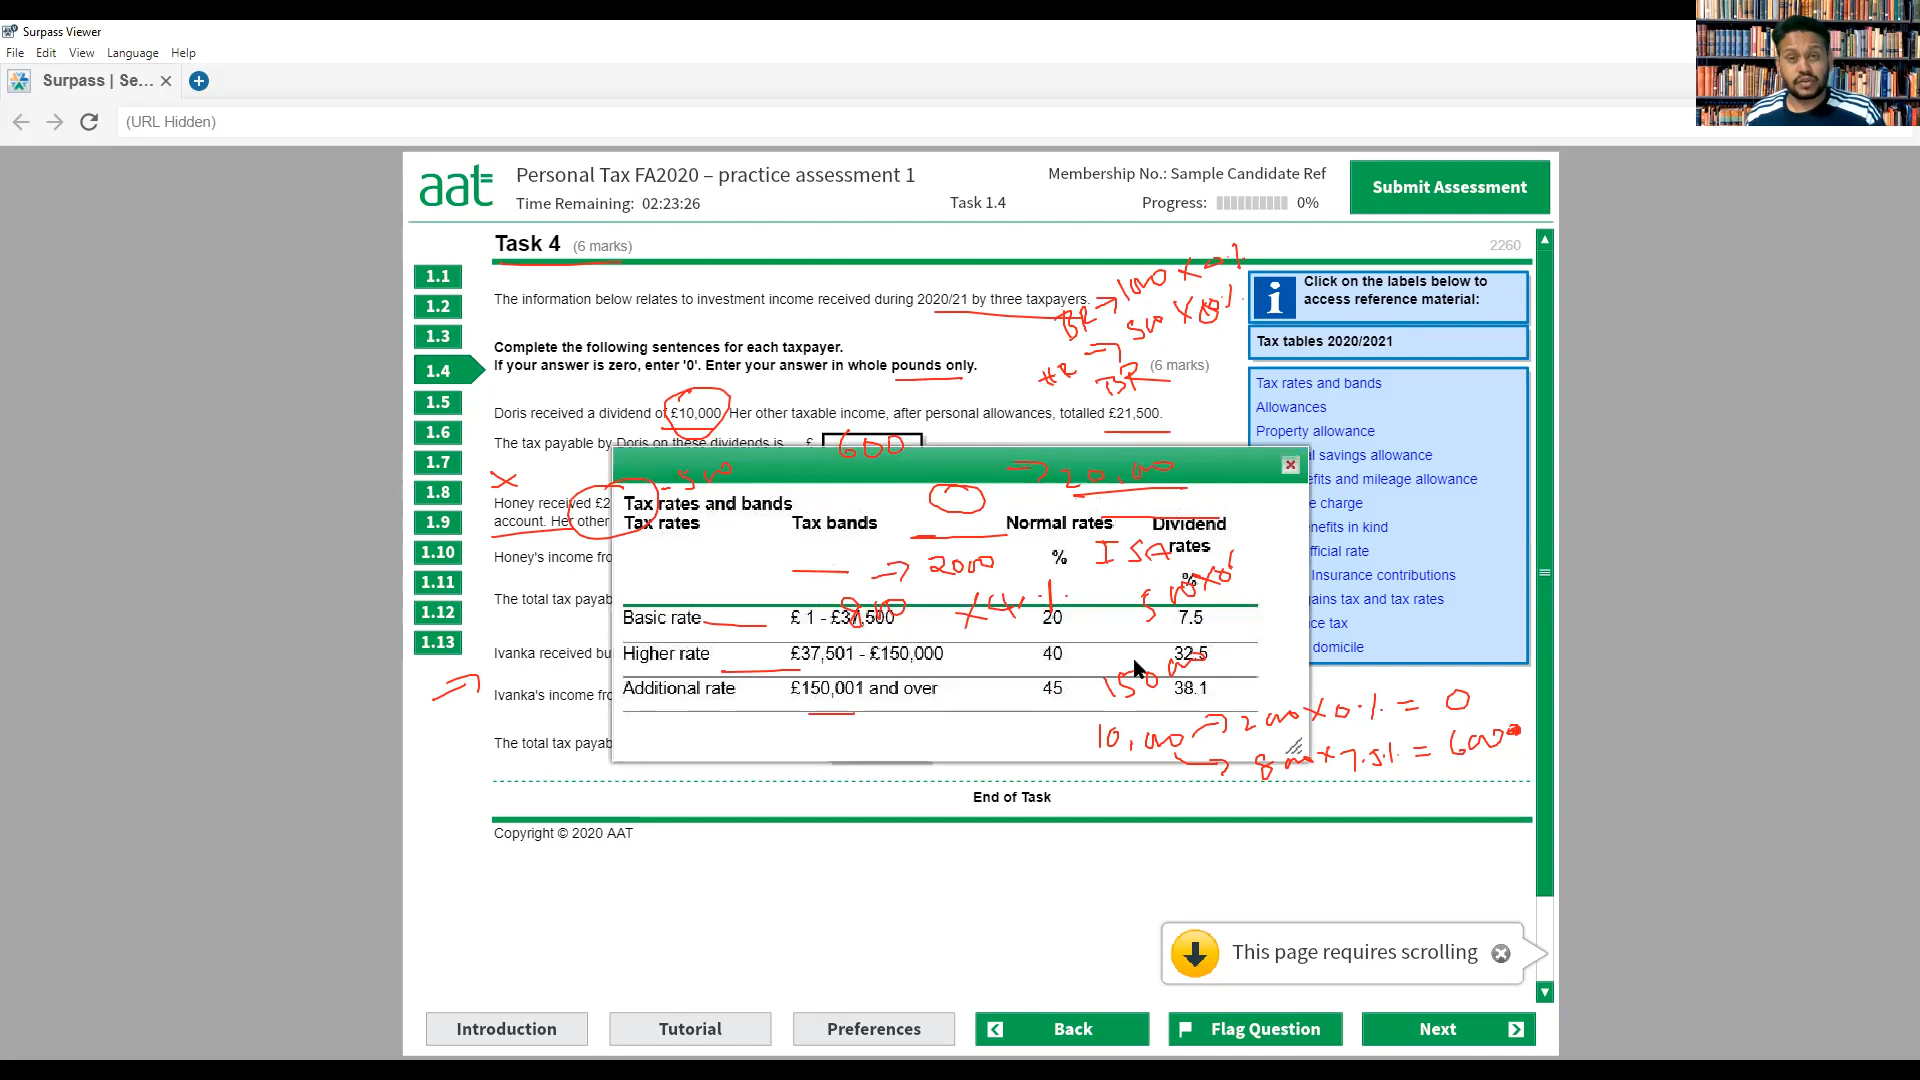 Surpass Viewer
File Edit View Language Help
Surpass | Se...
(URL Hidden)
aat
Personal Tax FA2020 – practice assessment 1
Membership No.: Sample Candidate Ref
Submit Assessment
Time Remaining: 02:23:26
Task 1.4
Progress: 0%
Task 4 (6 marks)
2260
1.1
1.2
1.3
1.4
1.5
1.6
1.7
1.8
1.9
1.10
1.11
1.12
1.13
The information below relates to investment income received during 2020/21 by three taxpayers.
BR → 1000 X 0%
500 X 0%
HR →
BR
Complete the following sentences for each taxpayer.
If your answer is zero, enter '0'. Enter your answer in whole pounds only.
(6 marks)
Doris received a dividend of £10,000. Her other taxable income, after personal allowances, totalled £21,500.
The tax payable by Doris on these dividends is £
600
X
-500
⇒ 20,000
Honey received £2
account. Her other
Honey's income fro
The total tax payab
Ivanka received bu
Ivanka's income fro
The total tax payab
Tax rates and bands
Tax rates Tax bands Normal rates Dividend rates
% %
Basic rate £ 1 - £37,500 20 7.5
Higher rate £37,501 - £150,000 40 32.5
Additional rate £150,001 and over 45 38.1
→ 2000
ISA
X 40%
10,000 → 2000 X 0% = 0
→ 8000 X 7.5% = 600
Click on the labels below to
access reference material:
Tax tables 2020/2021
Tax rates and bands
Allowances
Property allowance
l savings allowance
efits and mileage allowance
e charge
nefits in kind
fficial rate
Insurance contributions
ains tax and tax rates
ce tax
domicile
End of Task
Copyright © 2020 AAT
This page requires scrolling
Introduction
Tutorial
Preferences
Back
Flag Question
Next